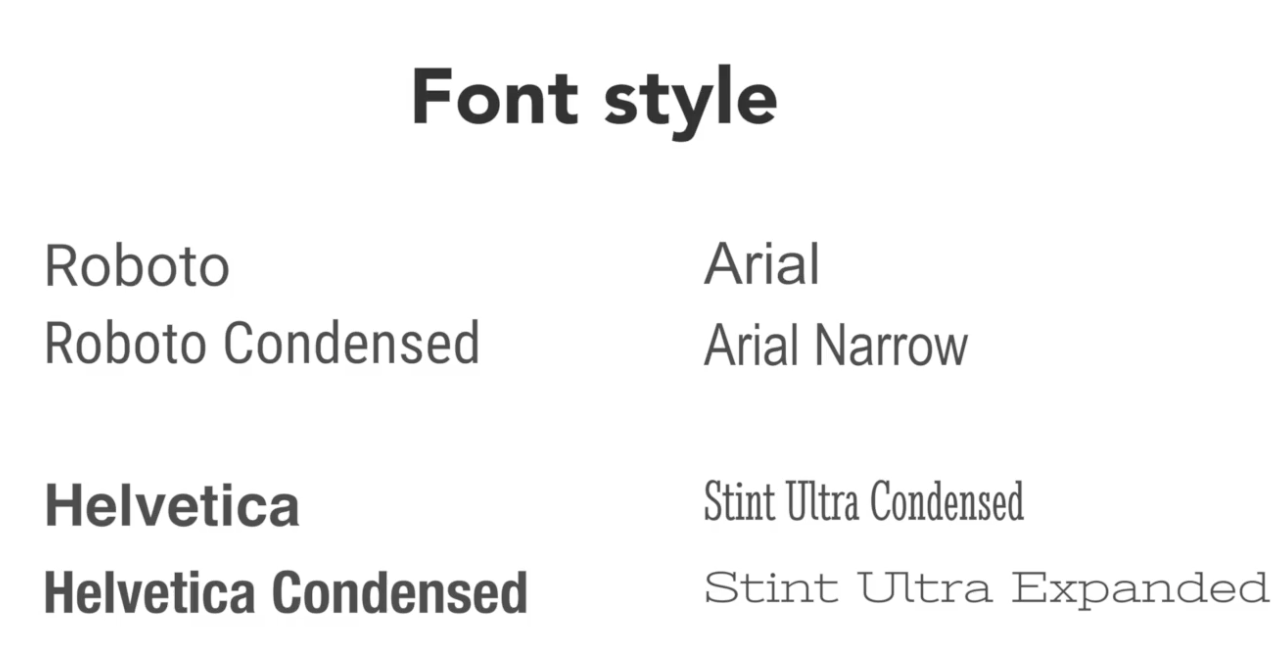 Font style
Roboto
Roboto Condensed
Arial
Arial Narrow
Helvetica
Helvetica Condensed
Stint Ultra Condensed
Stint Ultra Expanded